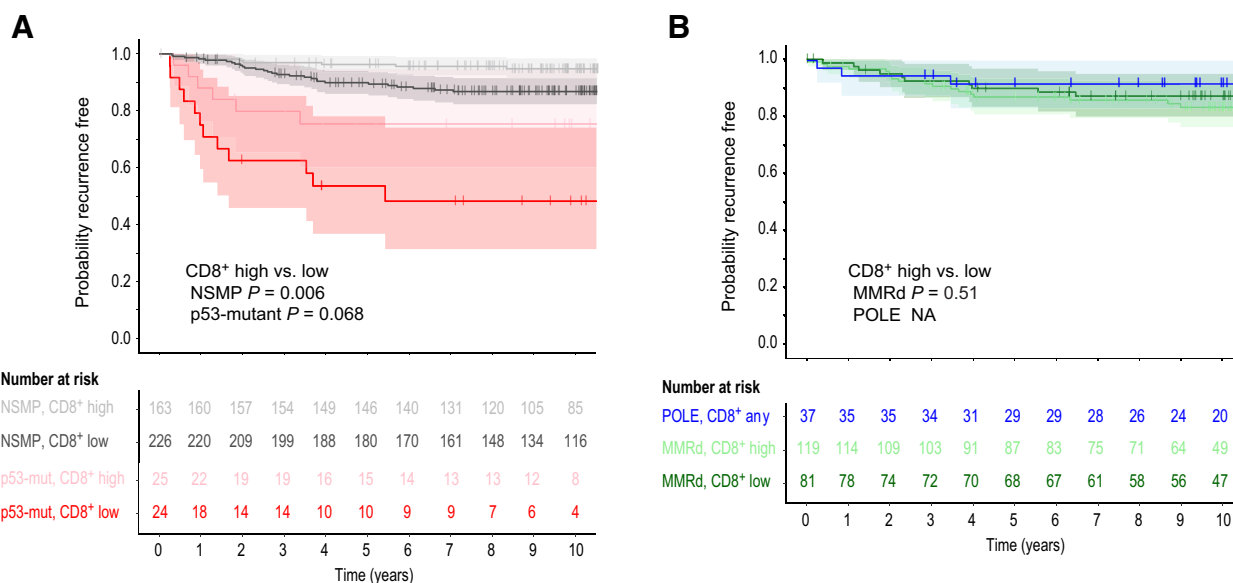 A
Probability recurrence free
1.0
0.8
0.6
0.4
0.2
0.0
CD8+ high vs. low
NSMP P = 0.006
p53-mutant P = 0.068
Number at risk
NSMP, CD8+ high 163 160 157 154 149 146 140 131 120 105 85
NSMP, CD8+ low 226 220 209 199 188 180 170 161 148 134 116
p53-mut, CD8+ high 25 22 19 19 16 15 14 13 13 12 8
p53-mut, CD8+ low 24 18 14 14 10 10 9 9 7 6 4
0 1 2 3 4 5 6 7 8 9 10
Time (years)
B
Probability recurrence free
1.0
0.8
0.6
0.4
0.2
0.0
CD8+ high vs. low
MMRd P = 0.51
POLE NA
Number at risk
POLE, CD8+ any 37 35 35 34 31 29 29 28 26 24 20
MMRd, CD8+ high 119 114 109 103 91 87 83 75 71 64 49
MMRd, CD8+ low 81 78 74 72 70 68 67 61 58 56 47
0 1 2 3 4 5 6 7 8 9 10
Time (years)